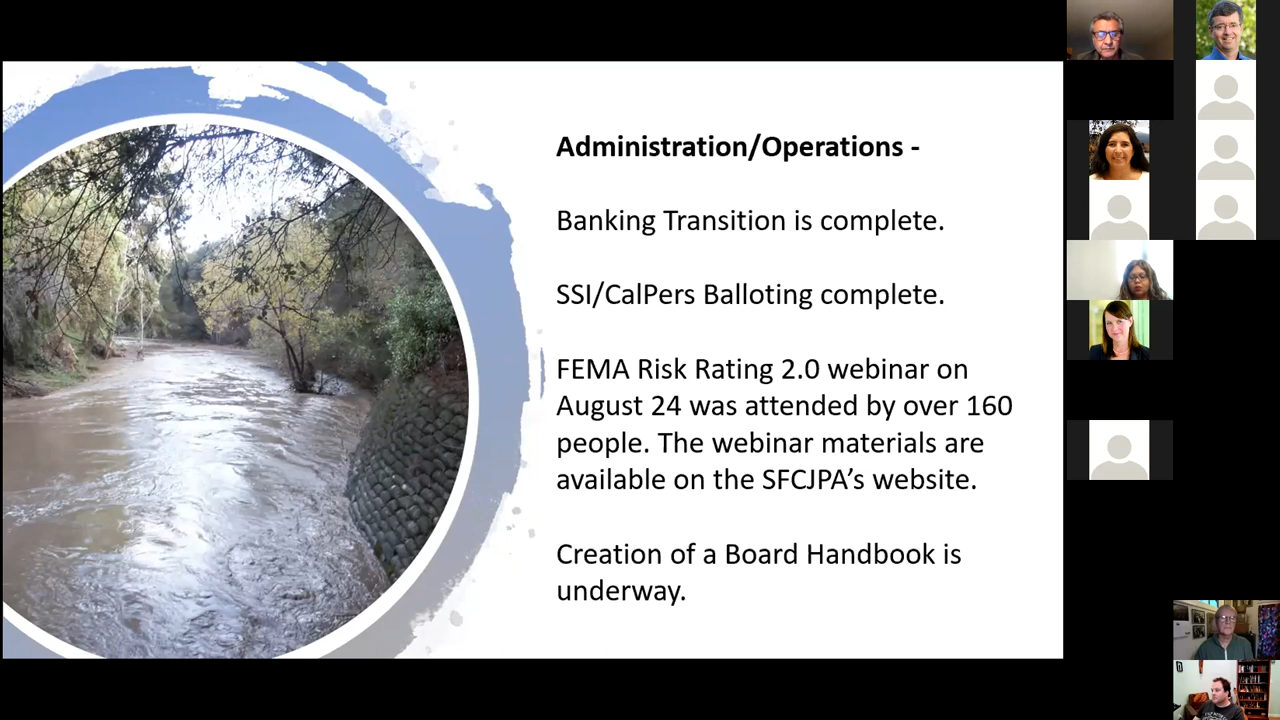 Administration/Operations -
Banking Transition is complete.
SSI/CalPers Balloting complete.
FEMA Risk Rating 2.0 webinar on
August 24 was attended by over 160
people. The webinar materials are
available on the SFCJPA’s website.
Creation of a Board Handbook is
underway.